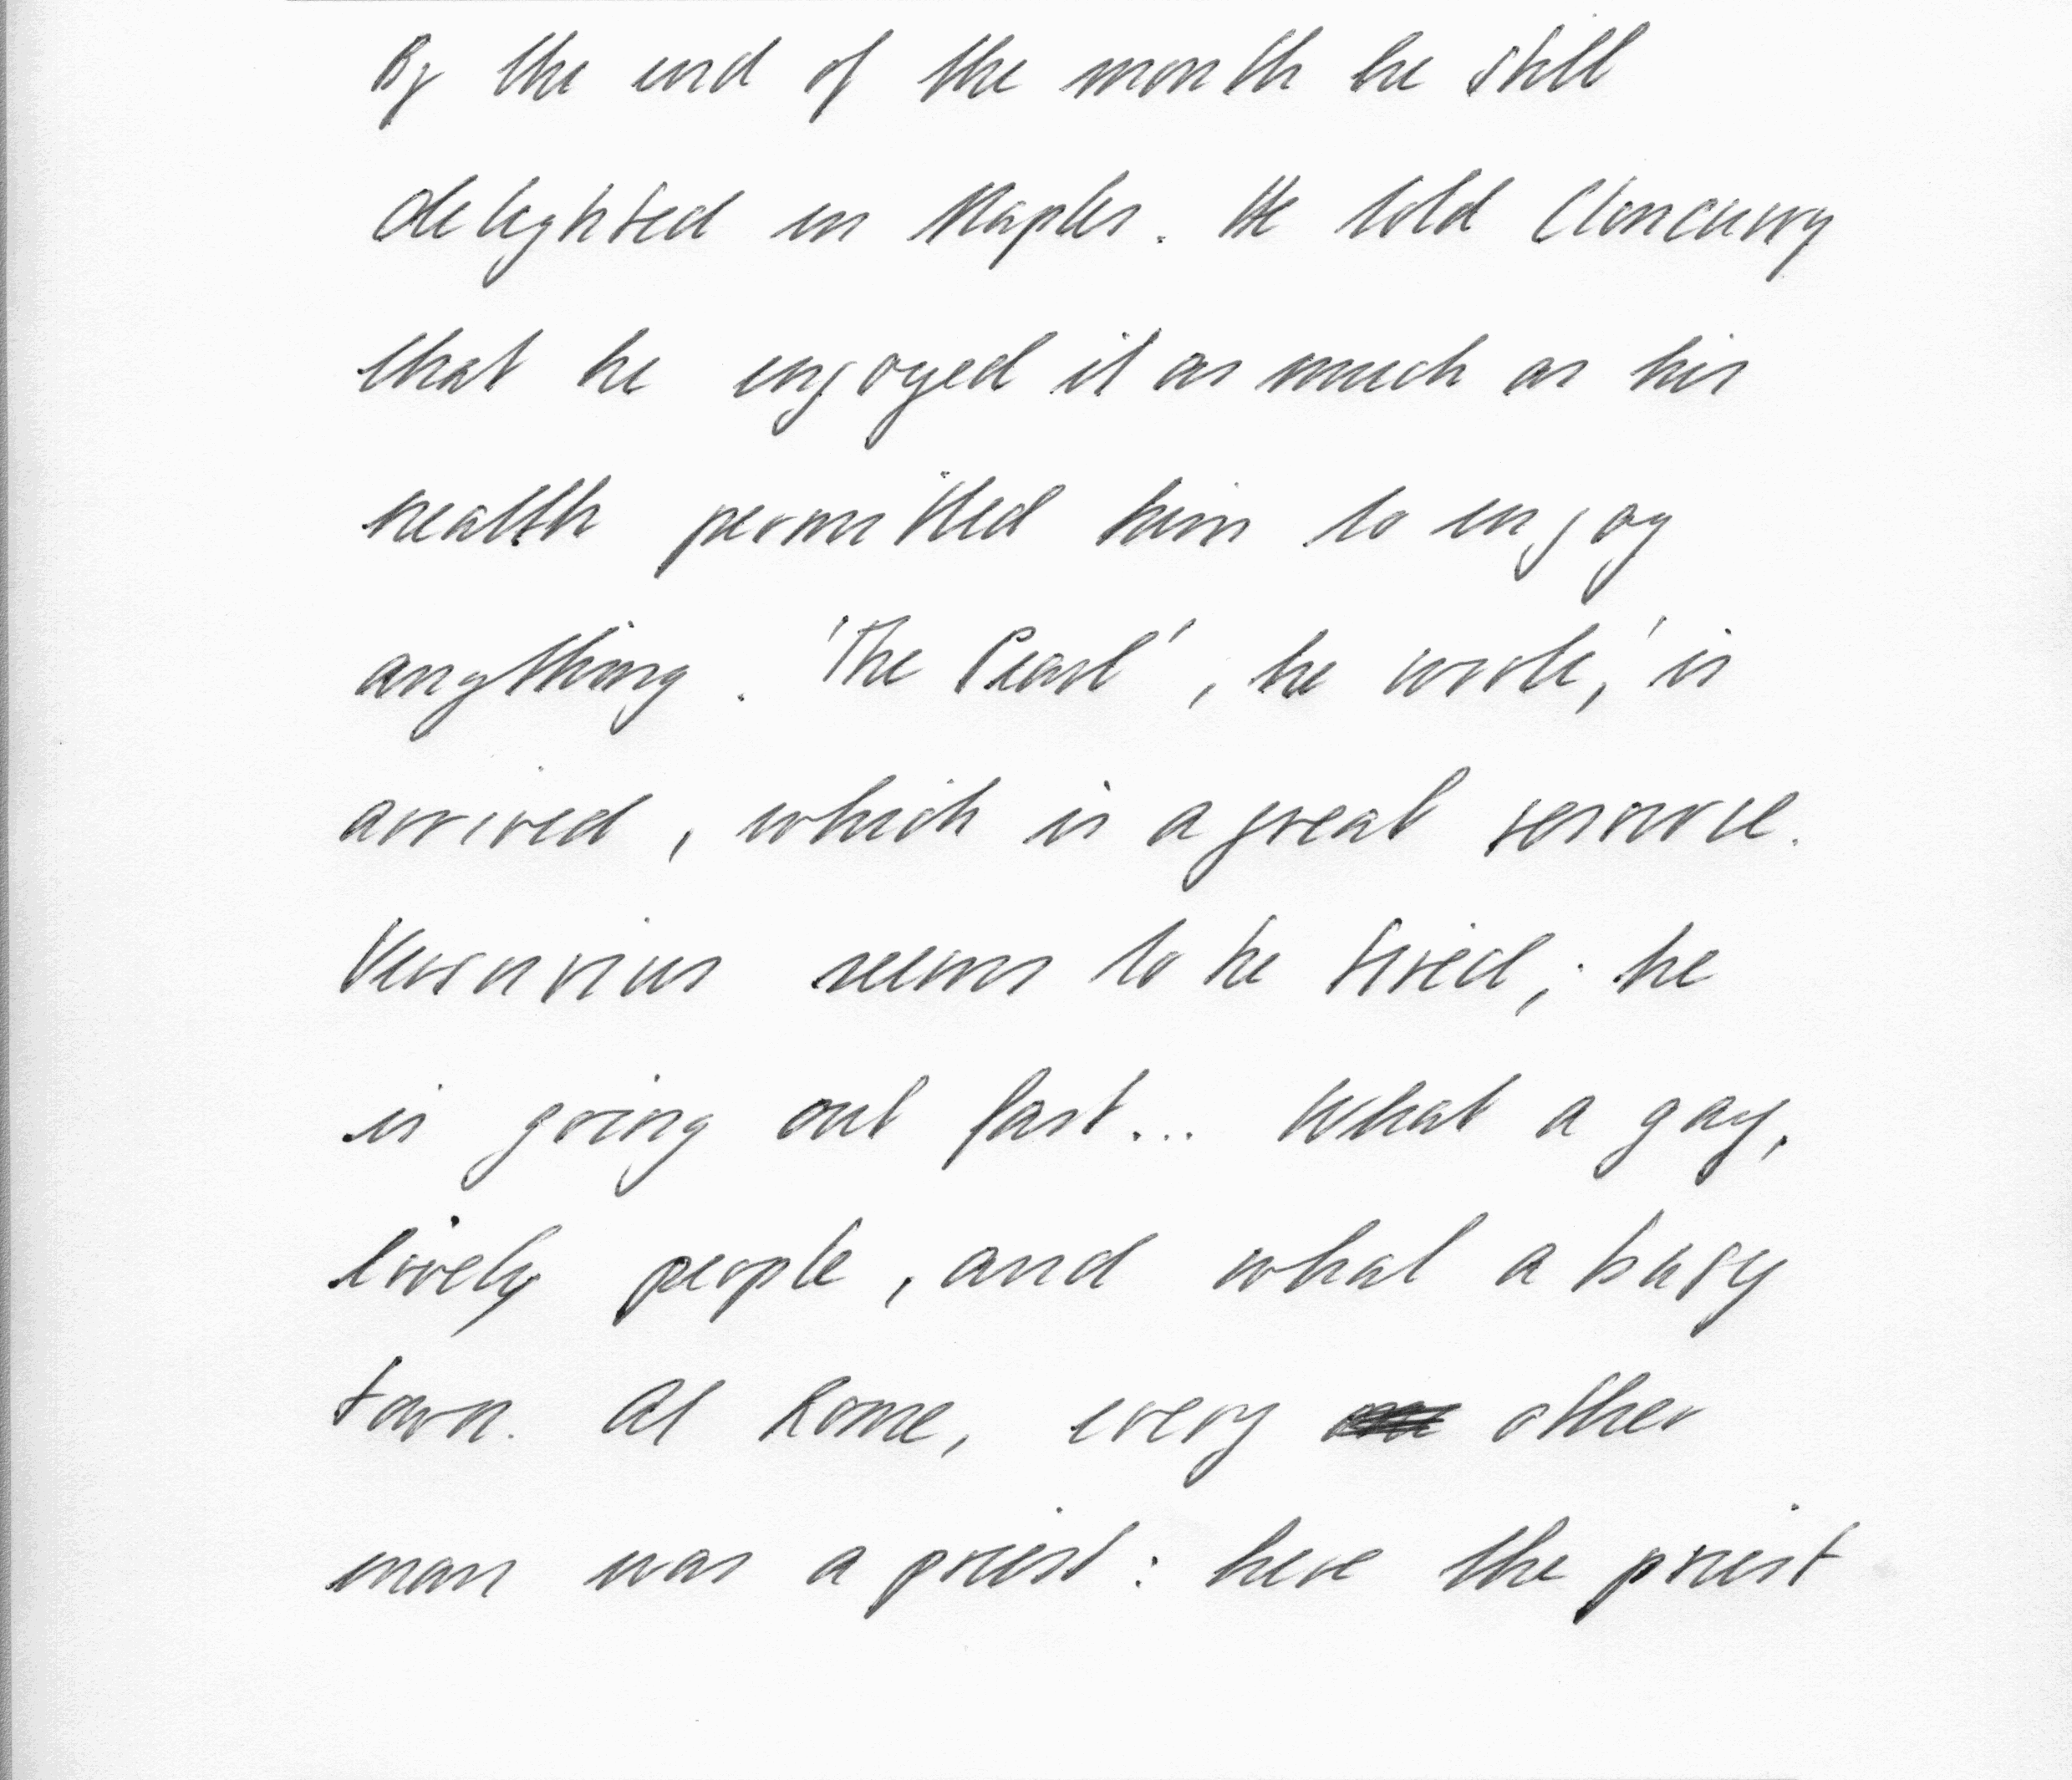 By the end of the month he still
delighted in Naples. He told Cloncurry
that he enjoyed it as much as his
health permitted him to enjoy
anything. 'The Pearl', he wrote, 'is
arrived, which is a great resource.
Vesuvius seems to be tired; he
is going out fast... What a gay,
lively people, and what a busy
town. At Rome, every other
man was a priest: here the priest